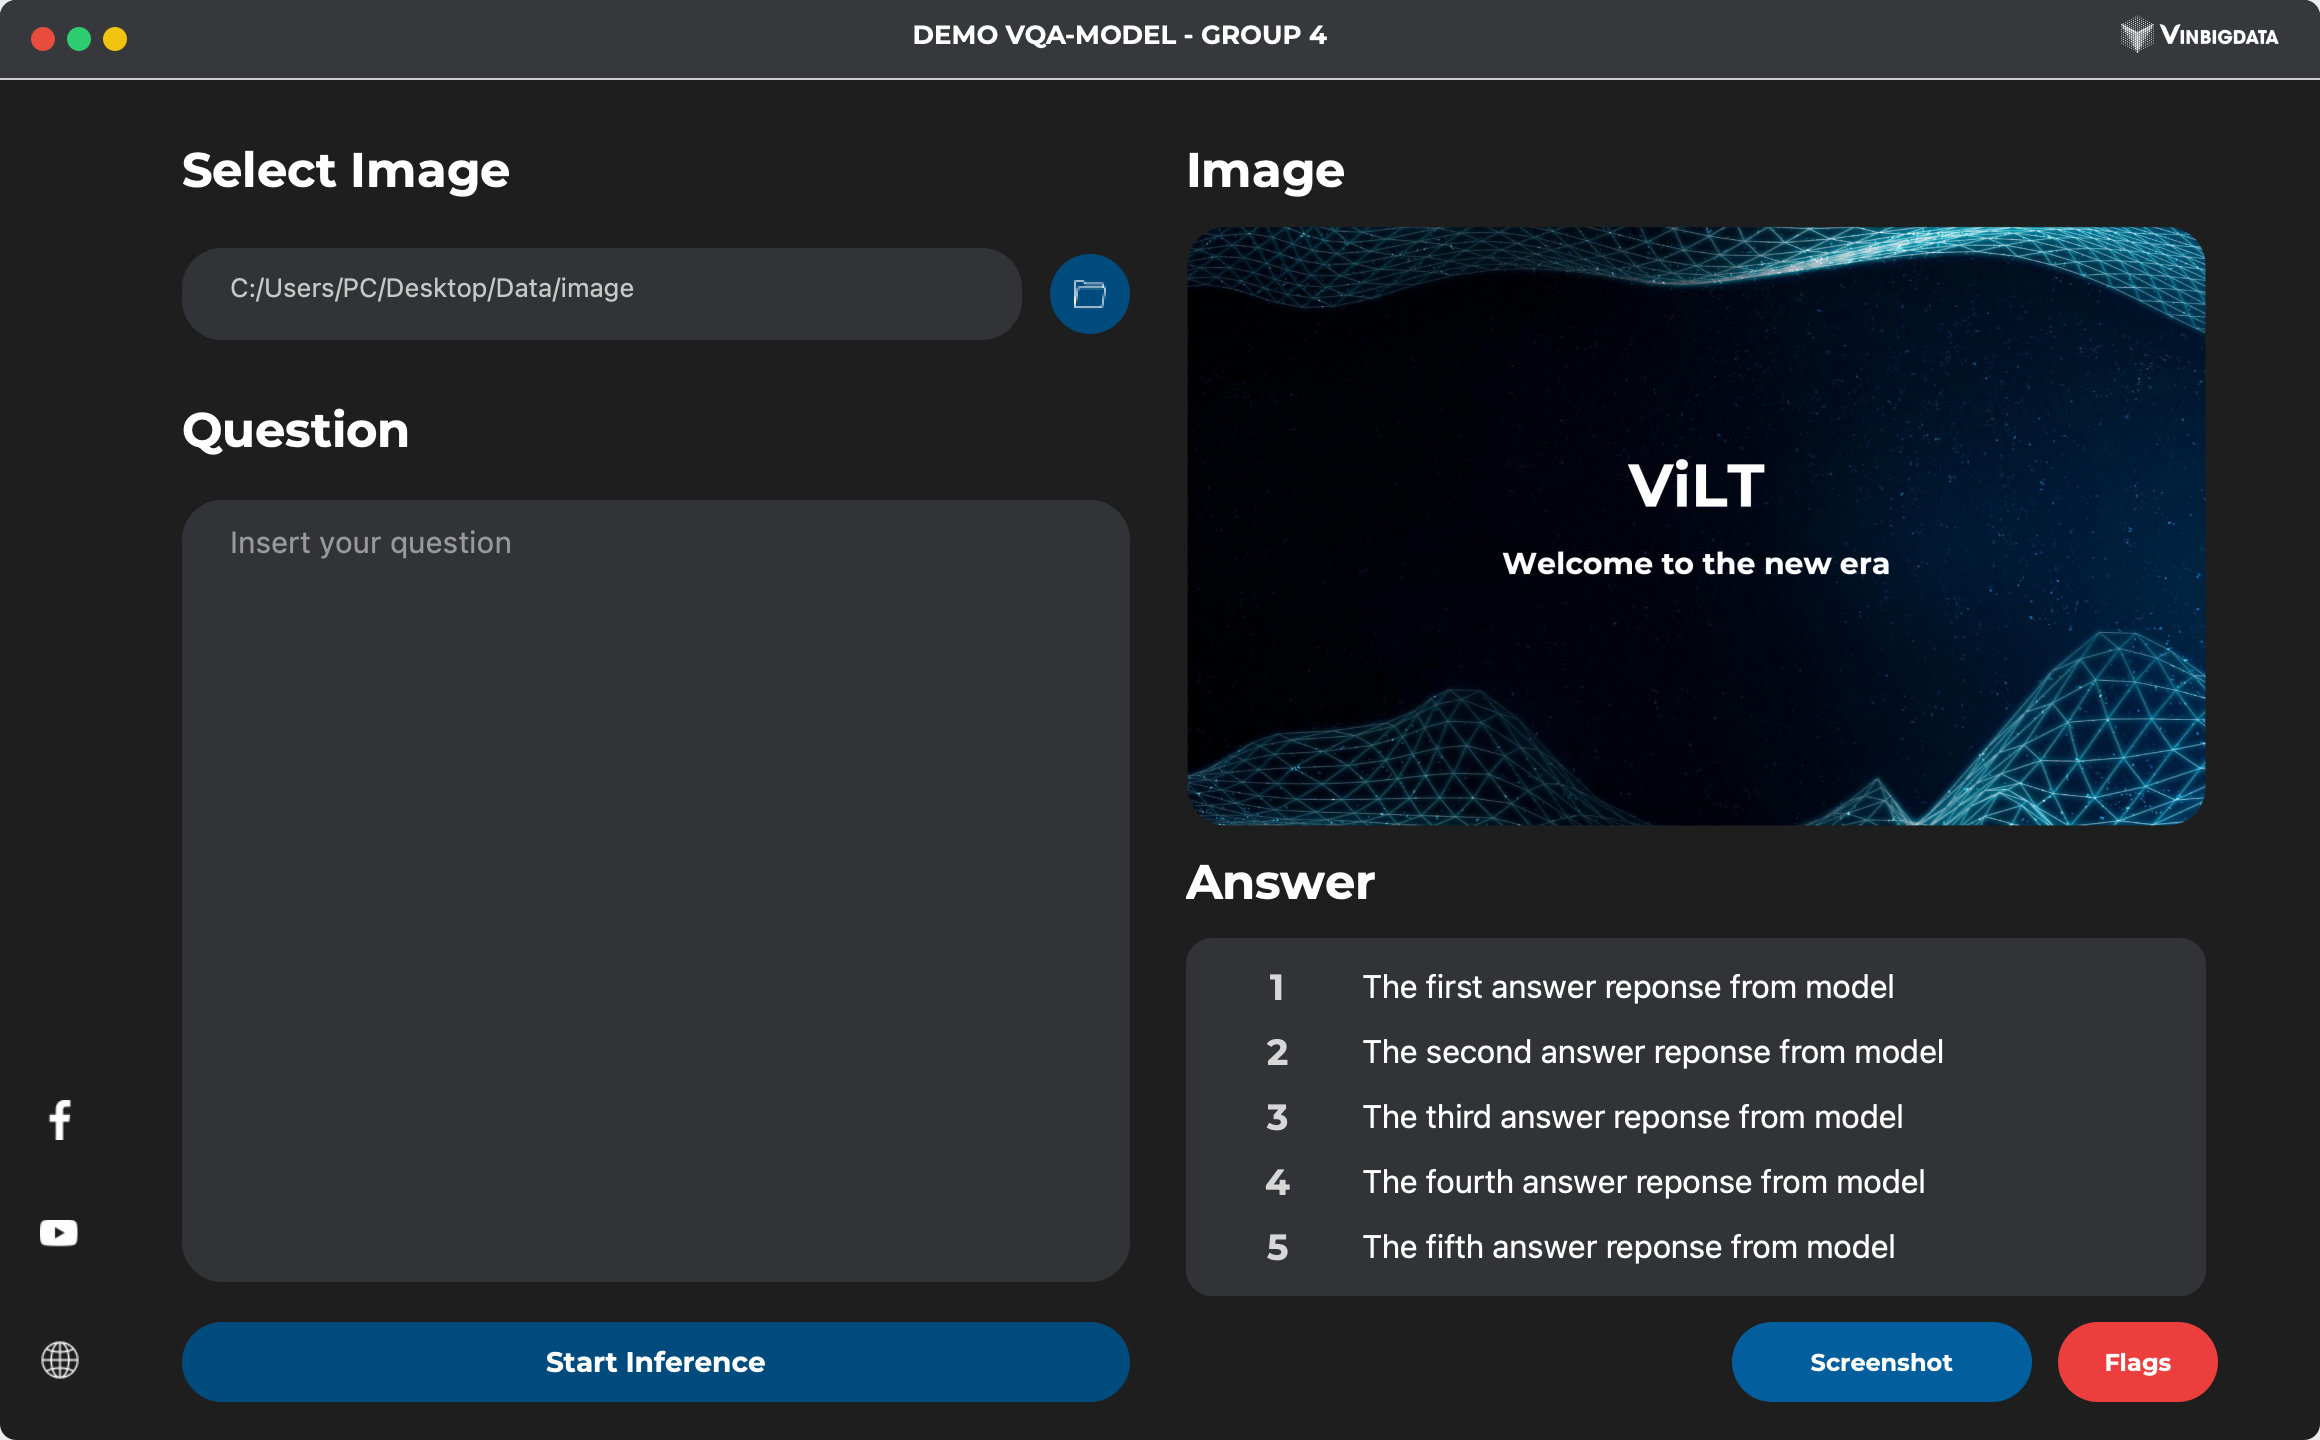 DEMO VQA-MODEL - GROUP 4
VINBIGDATA
Select Image
C:/Users/PC/Desktop/Data/image
Question
Insert your question
Start Inference
Image
ViLT
Welcome to the new era
Answer
1 The first answer reponse from model
2 The second answer reponse from model
3 The third answer reponse from model
4 The fourth answer reponse from model
5 The fifth answer reponse from model
Screenshot
Flags